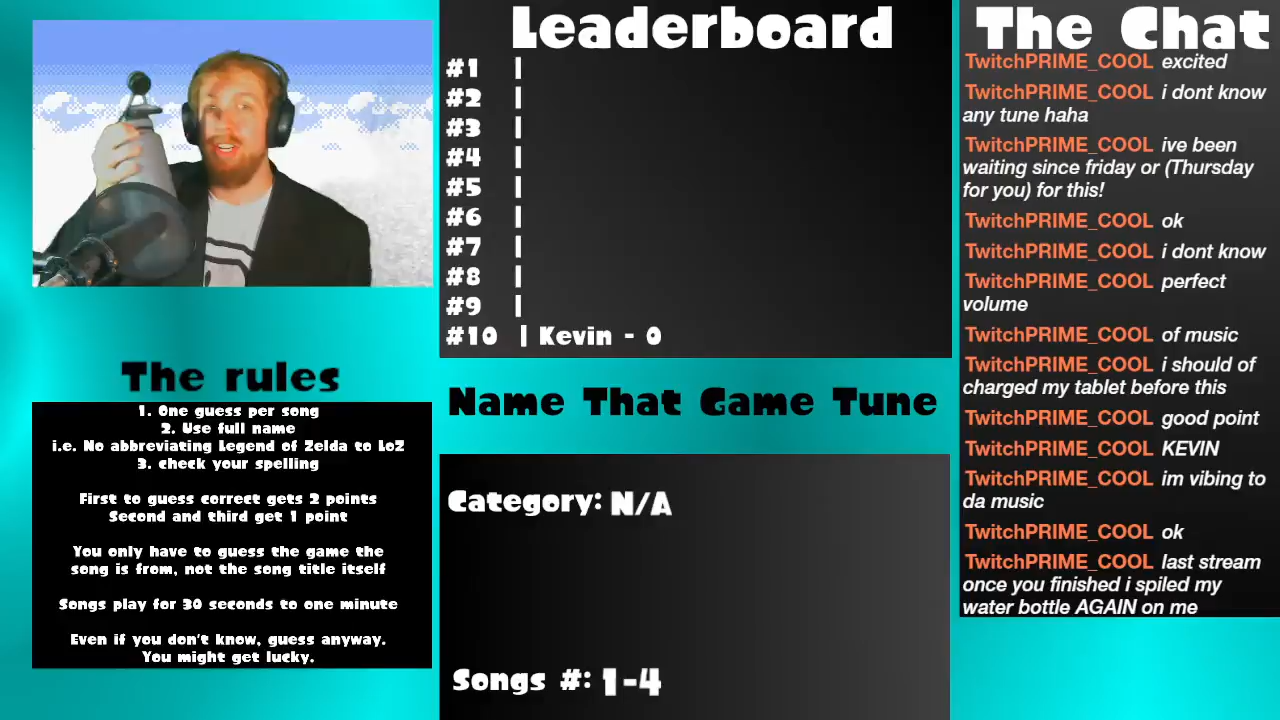 Leaderboard
#1 |
#2 |
#3 |
#4 |
#5 |
#6 |
#7 |
#8 |
#9 |
#10 | Kevin - 0
The rules
1. One guess per song
2. Use full name
i.e. No abbreviating Legend of Zelda to LoZ
3. check your spelling
First to guess correct gets 2 points
Second and third get 1 point
You only have to guess the game the
song is from, not the song title itself
Songs play for 30 seconds to one minute
Even if you don't know, guess anyway.
You might get lucky.
Name That Game Tune
Category: N/A
Songs #: 1-4
The Chat
TwitchPRIME_COOL excited
TwitchPRIME_COOL i dont know
any tune haha
TwitchPRIME_COOL ive been
waiting since friday or (Thursday
for you) for this!
TwitchPRIME_COOL ok
TwitchPRIME_COOL i dont know
TwitchPRIME_COOL perfect
volume
TwitchPRIME_COOL of music
TwitchPRIME_COOL i should of
charged my tablet before this
TwitchPRIME_COOL good point
TwitchPRIME_COOL KEVIN
TwitchPRIME_COOL im vibing to
da music
TwitchPRIME_COOL ok
TwitchPRIME_COOL last stream
once you finished i spiled my
water bottle AGAIN on me